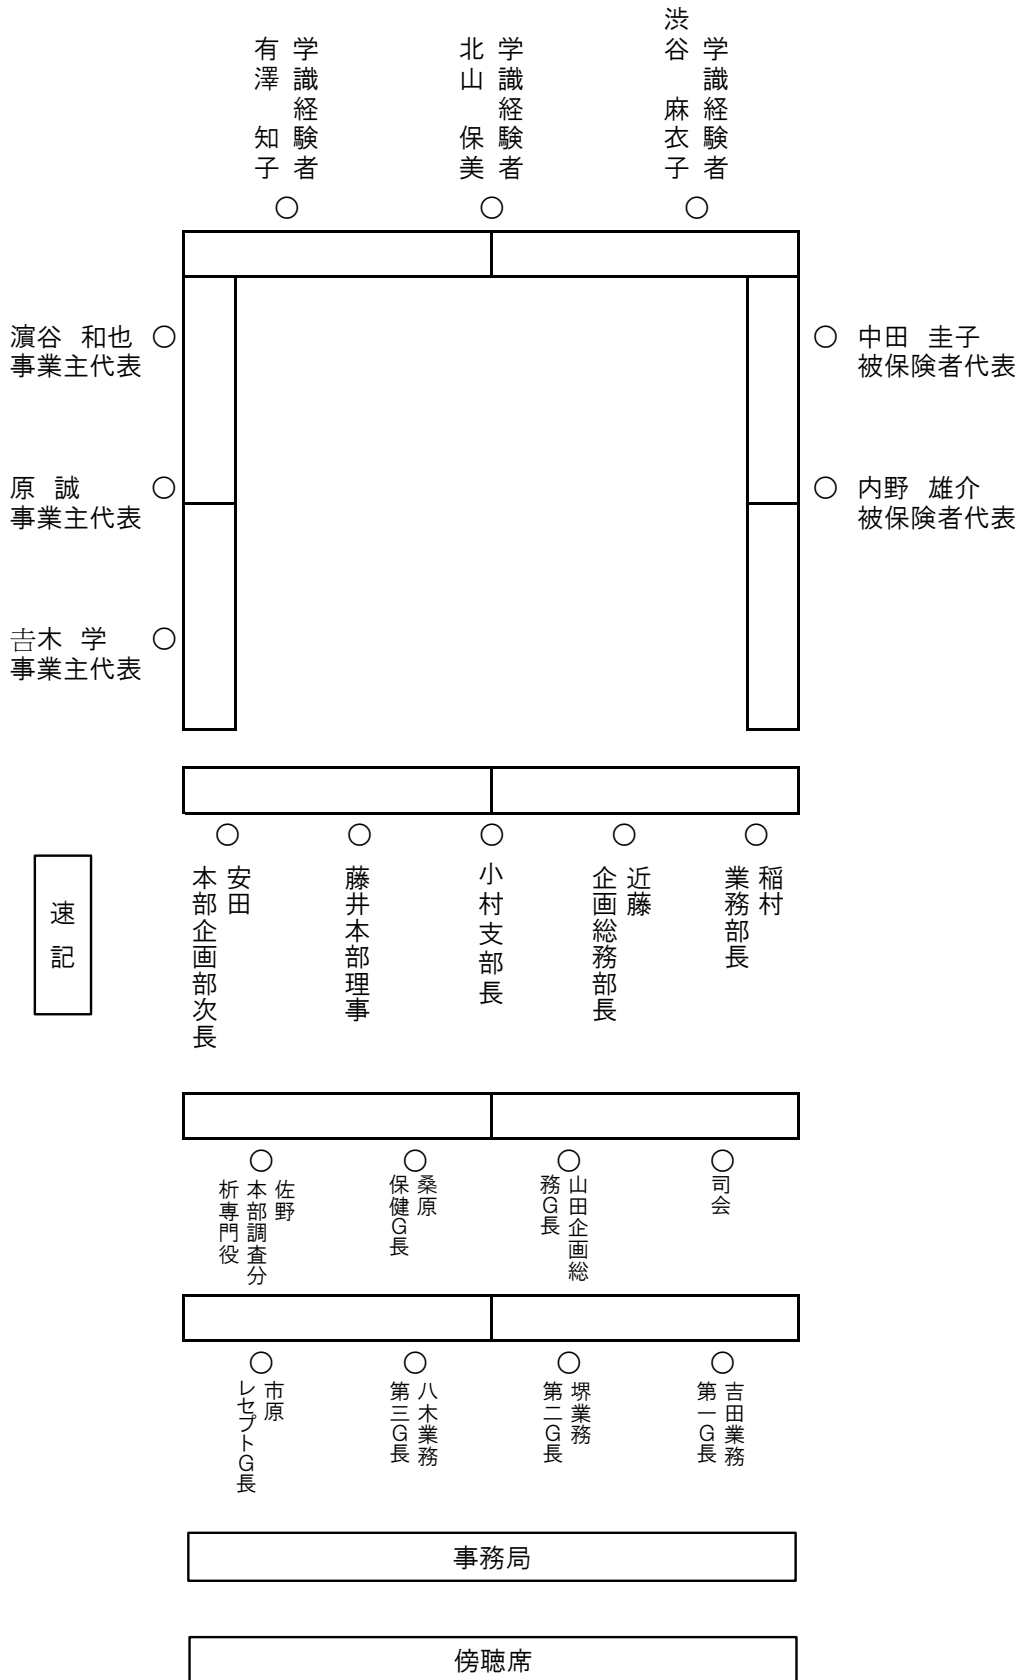 学識経験者
有澤 知子
学識経験者
北山 保美
学識経験者
渋谷 麻衣子
濵谷 和也
事業主代表
中田 圭子
被保険者代表
原 誠
事業主代表
内野 雄介
被保険者代表
𠮷木 学
事業主代表
速記
安田
本部企画部次長
藤井本部理事
小村支部長
近藤
企画総務部長
稲村
業務部長
佐野
本部調査分
析専門役
桑原
保健G長
山田企画総
務G長
司会
市原
レセプトG長
八木業務
第三G長
堺業務
第二G長
吉田業務
第一G長
事務局
傍聴席